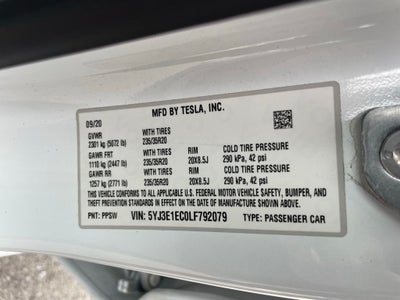 MFD BY TESLA, INC.
09/20
GVWR WITH TIRES
2301 kg (5072 lb) 235/35R20
GAWR FRT WITH TIRES RIM COLD TIRE PRESSURE
1110 kg (2447 lb) 235/35R20 20X8.5J 290 kPa, 42 psi
GAWR RR WITH TIRES RIM COLD TIRE PRESSURE
1257 kg (2771 lb) 235/35R20 20X8.5J 290 kPa, 42 psi
THIS VEHICLE CONFORMS TO ALL APPLICABLE U.S. FEDERAL MOTOR VEHICLE SAFETY, BUMPER, AND
THEFT PREVENTION STANDARDS IN EFFECT ON THE DATE OF MANUFACTURE SHOWN ABOVE.
PNT: PPSW VIN: 5YJ3E1EC0LF792079 TYPE: PASSENGER CAR